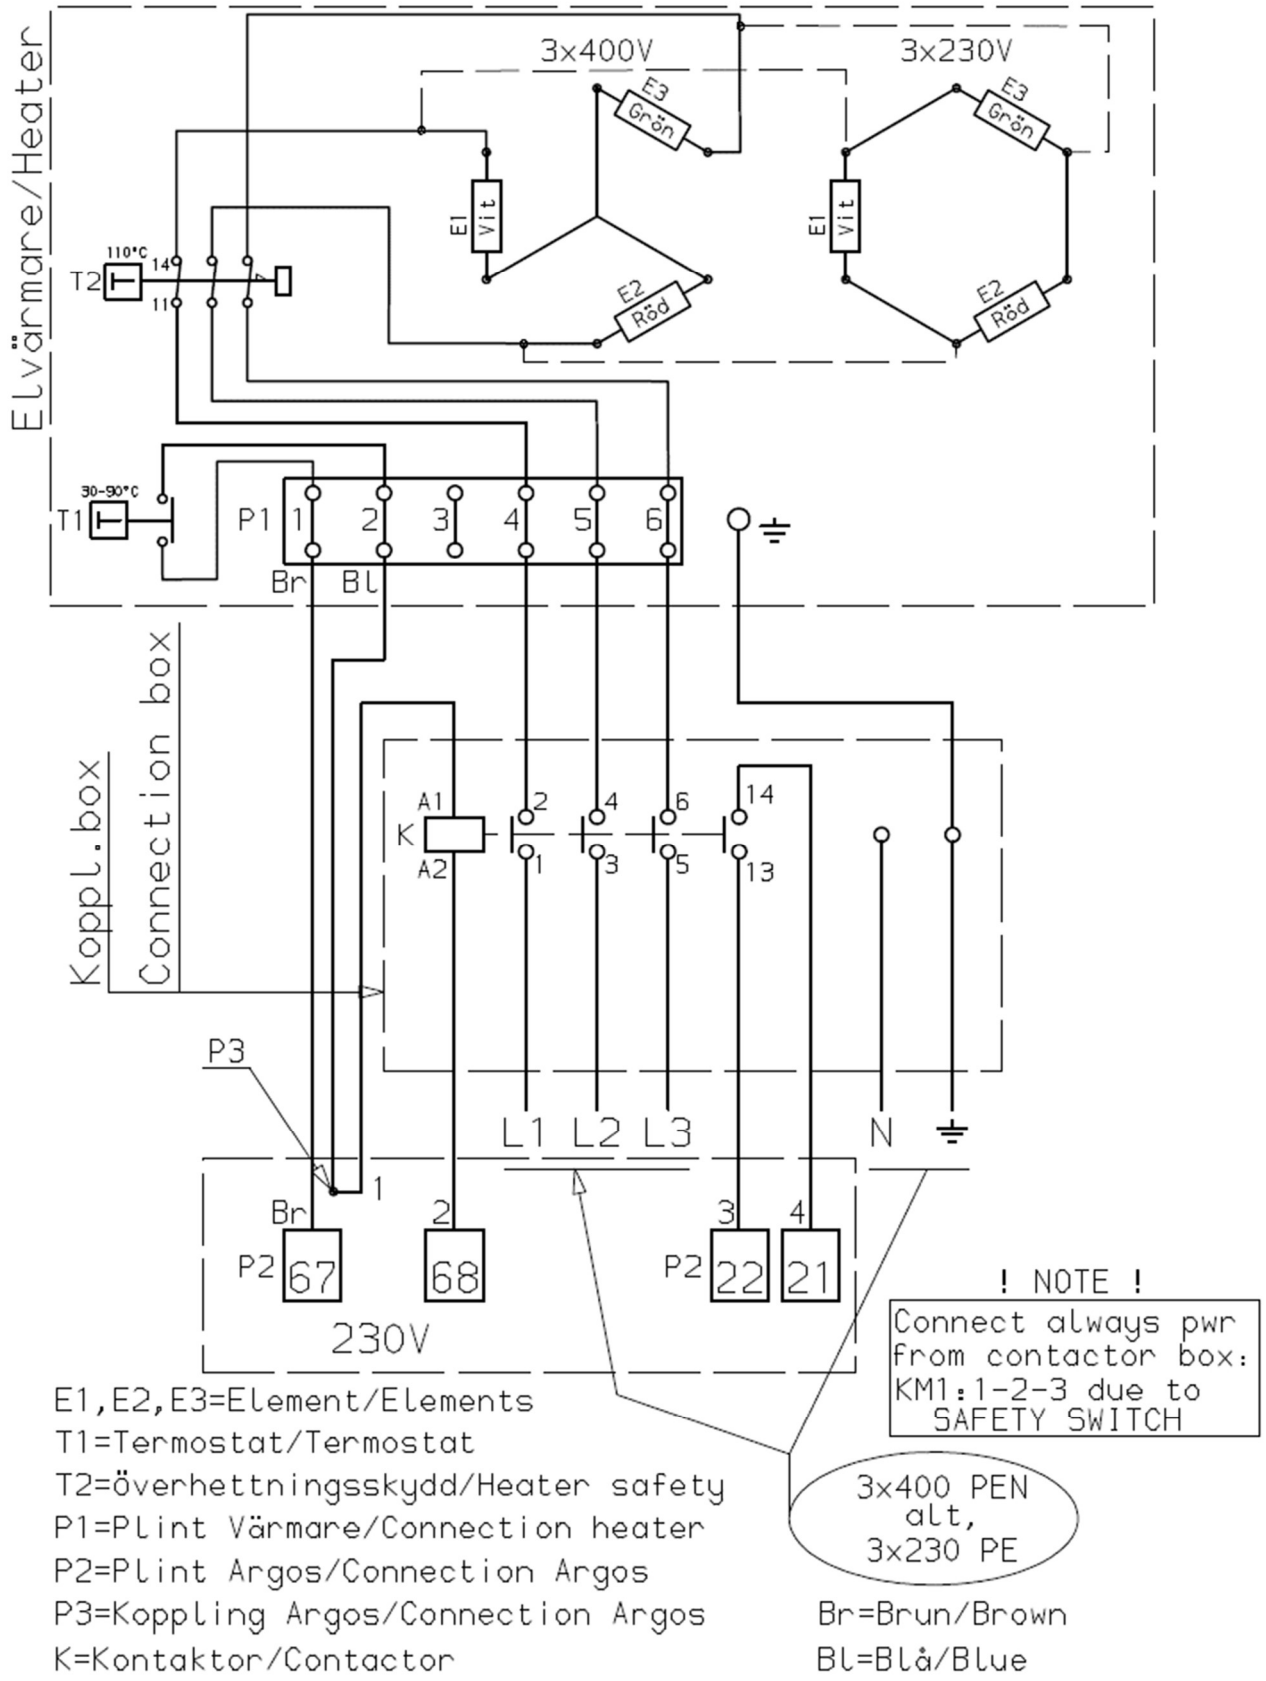 Elvärmare/Heater
3x400V
3x230V
E3
Grön
E3
Grön
E1
Vit
E1
Vit
110°C
T2
14
11
E2
Röd
E2
Röd
30-90°C
T1
P1 1 2 3 4 5 6
Br Bl
Koppl.box
Connection box
A1 2 4 6 14
K
A2 1 3 5 13
P3
L1 L2 L3 N
1
Br 2 3 4
P2 67 68 P2 22 21
230V
! NOTE !
Connect always pwr
from contactor box:
KM1:1-2-3 due to
SAFETY SWITCH
E1,E2,E3=Element/Elements
T1=Termostat/Termostat
T2=Överhettningsskydd/Heater safety
P1=Plint Värmare/Connection heater
P2=Plint Argos/Connection Argos
P3=Koppling Argos/Connection Argos
K=Kontaktor/Contactor
3x400 PEN
alt,
3x230 PE
Br=Brun/Brown
Bl=Blå/Blue